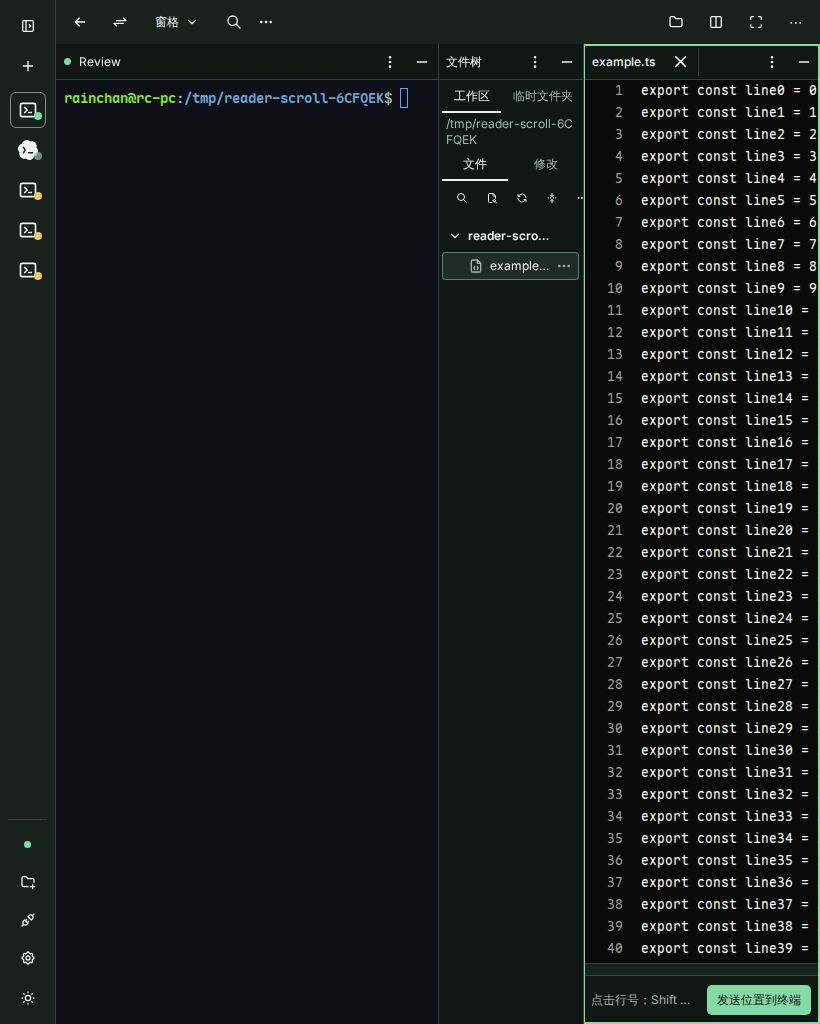 窗格
Review
rainchan@rc-pc:/tmp/reader-scroll-6CFQEK$
文件树
工作区 临时文件夹
/tmp/reader-scroll-6C
FQEK
文件 修改
reader-scro...
example...
example.ts
1 export const line0 = 0
2 export const line1 = 1
3 export const line2 = 2
4 export const line3 = 3
5 export const line4 = 4
6 export const line5 = 5
7 export const line6 = 6
8 export const line7 = 7
9 export const line8 = 8
10 export const line9 = 9
11 export const line10 =
12 export const line11 =
13 export const line12 =
14 export const line13 =
15 export const line14 =
16 export const line15 =
17 export const line16 =
18 export const line17 =
19 export const line18 =
20 export const line19 =
21 export const line20 =
22 export const line21 =
23 export const line22 =
24 export const line23 =
25 export const line24 =
26 export const line25 =
27 export const line26 =
28 export const line27 =
29 export const line28 =
30 export const line29 =
31 export const line30 =
32 export const line31 =
33 export const line32 =
34 export const line33 =
35 export const line34 =
36 export const line35 =
37 export const line36 =
38 export const line37 =
39 export const line38 =
40 export const line39 =
点击行号；Shift ...
发送位置到终端